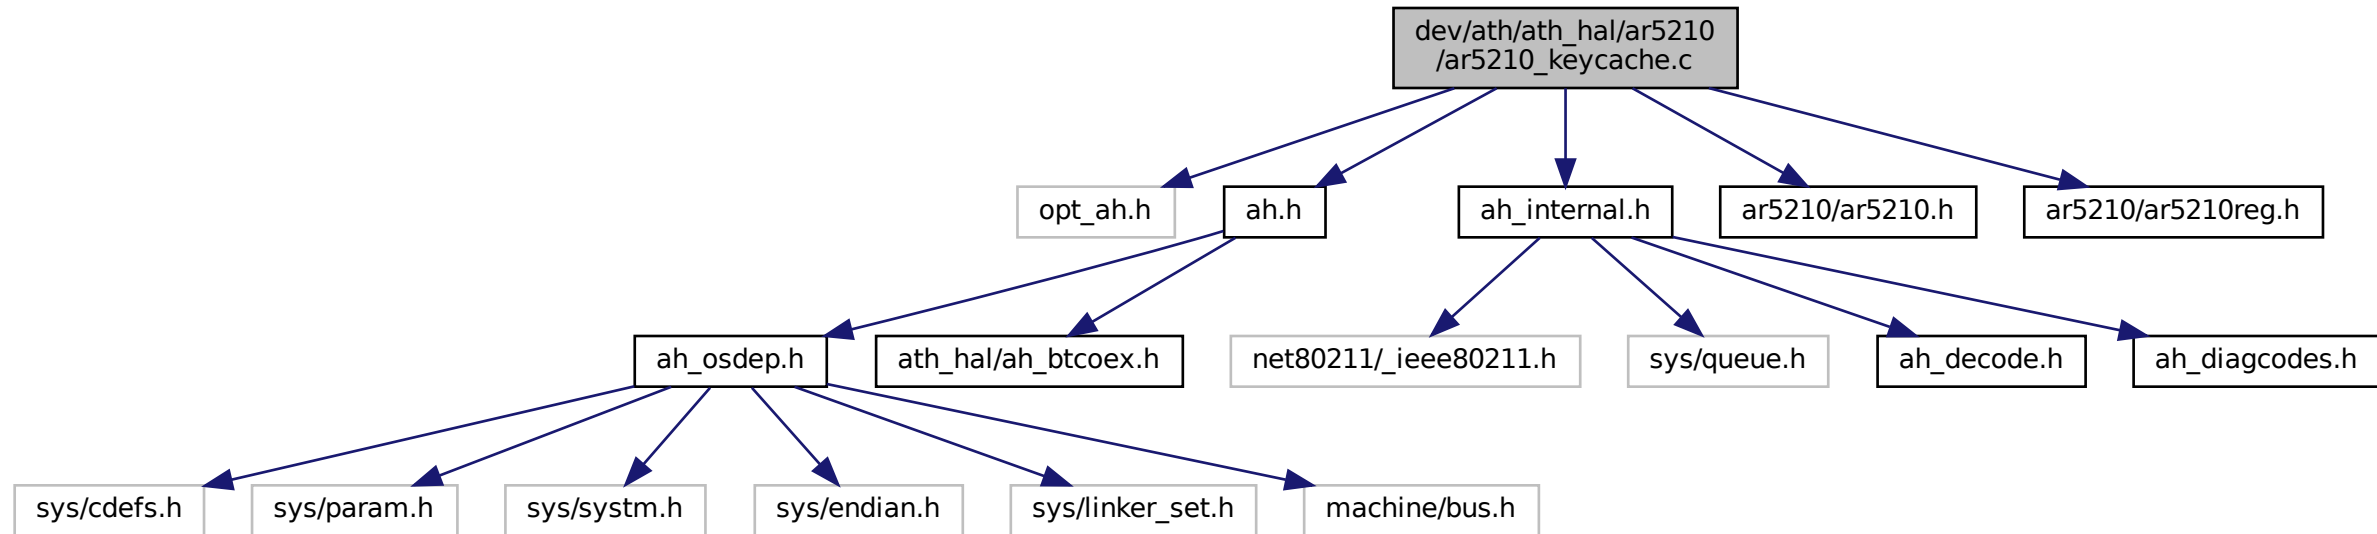 dev/ath/ath_hal/ar5210
/ar5210_keycache.c
opt_ah.h
ah.h
ah_internal.h
ar5210/ar5210.h
ar5210/ar5210reg.h
ah_osdep.h
ath_hal/ah_btcoex.h
net80211/_ieee80211.h
sys/queue.h
ah_decode.h
ah_diagcodes.h
sys/cdefs.h
sys/param.h
sys/systm.h
sys/endian.h
sys/linker_set.h
machine/bus.h